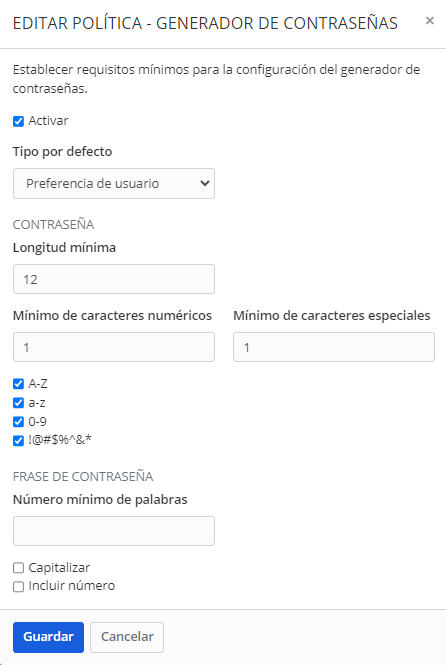 EDITAR POLÍTICA - GENERADOR DE CONTRASEÑAS ×
Establecer requisitos mínimos para la configuración del generador de
contraseñas.
Activar
Tipo por defecto
Preferencia de usuario
CONTRASEÑA
Longitud mínima
12
Mínimo de caracteres numéricos Mínimo de caracteres especiales
1 1
A-Z
a-z
0-9
!@#$%^&*
FRASE DE CONTRASEÑA
Número mínimo de palabras
Capitalizar
Incluir número
Guardar Cancelar